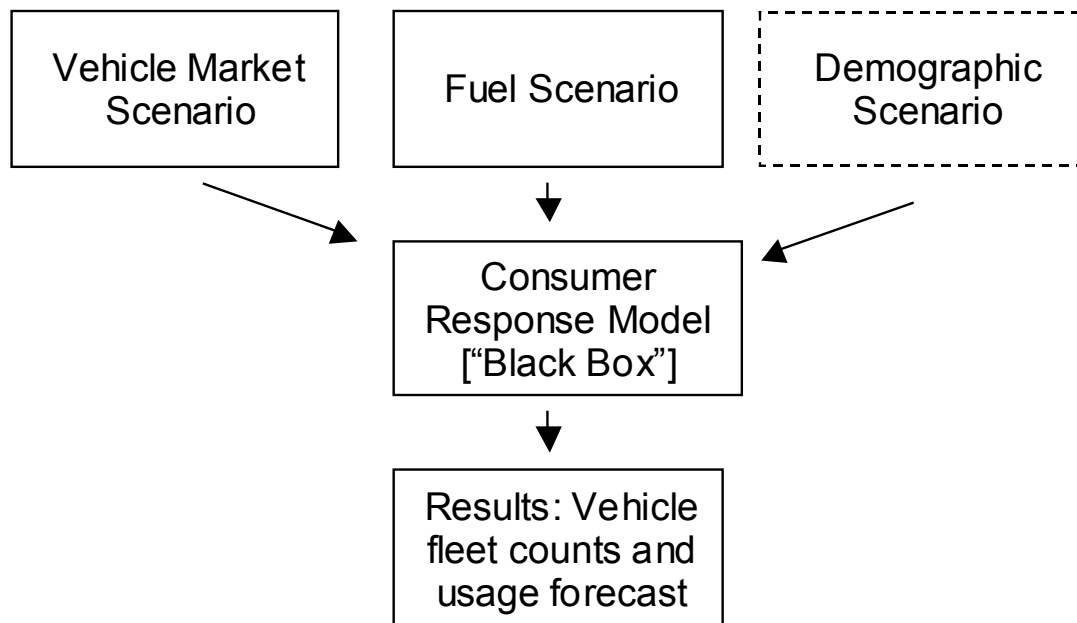 Vehicle Market
Scenario
Fuel Scenario
Demographic
Scenario
Consumer
Response Model
[“Black Box”]
Results: Vehicle
fleet counts and
usage forecast